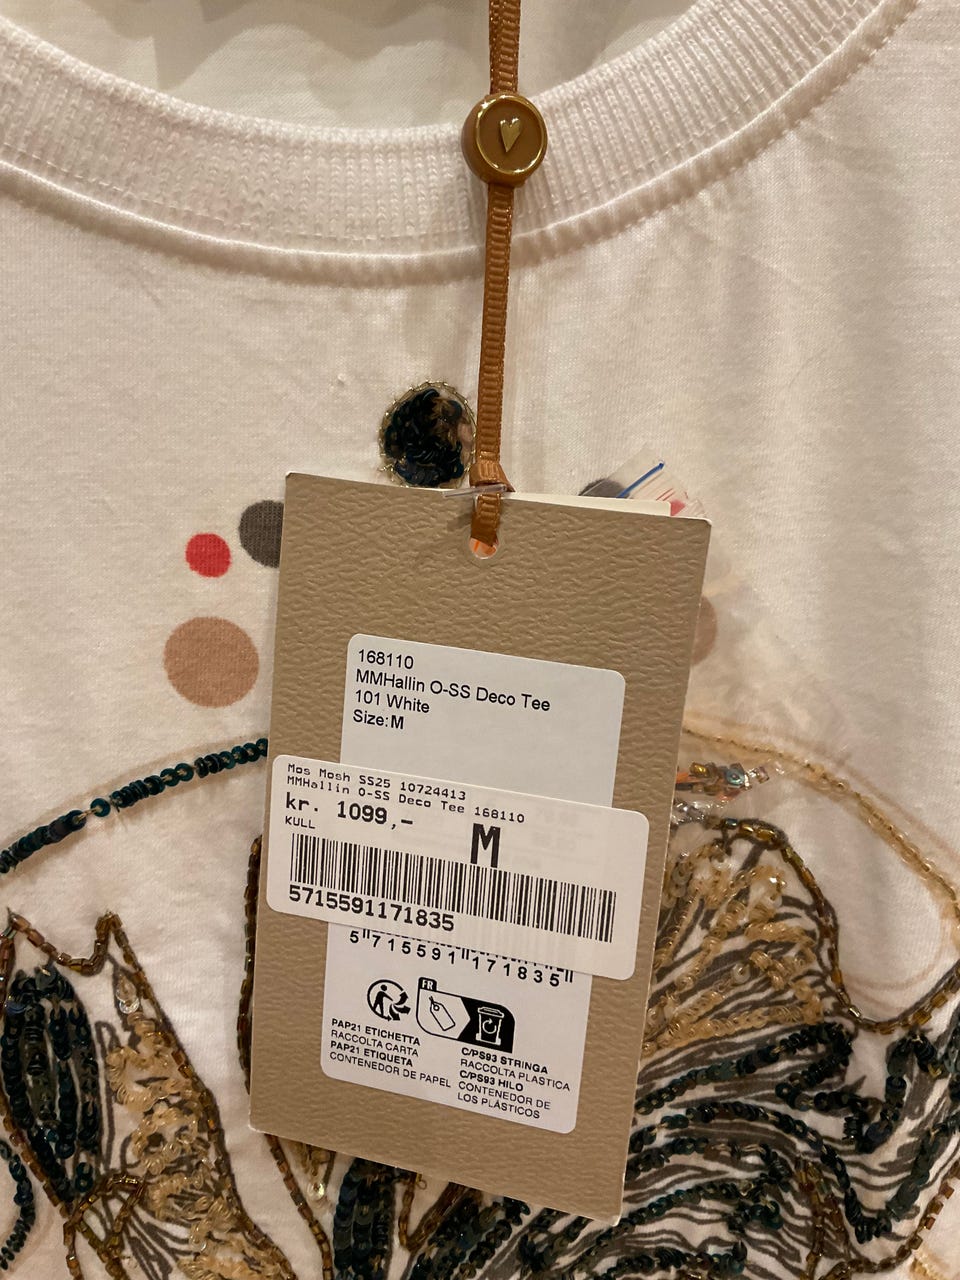 168110
MMHallin O-SS Deco Tee
101 White
Size: M
Mos Mosh SS25 10724413
MMHallin O-SS Deco Tee 168110
kr. 1099,-
KULL
M
5715591171835
5 715591 171835
FR
PAP21 ETICHETTA
RACCOLTA CARTA
PAP21 ETIQUETA
CONTENEDOR DE PAPEL
C/PS93 STRINGA
RACCOLTA PLASTICA
C/PS93 HILO
CONTENEDOR DE
LOS PLÁSTICOS